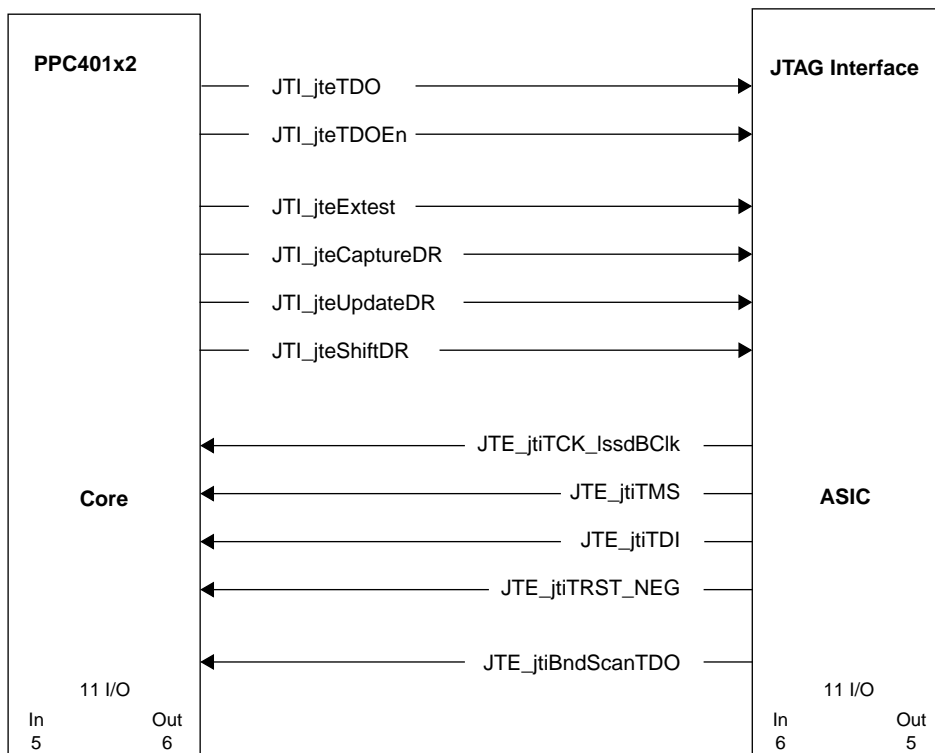 PPC401x2
JTAG Interface
JTI_jteTDO
JTI_jteTDOEn
JTI_jteExtest
JTI_jteCaptureDR
JTI_jteUpdateDR
JTI_jteShiftDR
JTE_jtiTCK_lssdBClk
Core
JTE_jtiTMS
ASIC
JTE_jtiTDI
JTE_jtiTRST_NEG
JTE_jtiBndScanTDO
11 I/O
11 I/O
In Out
In Out
5 6
6 5